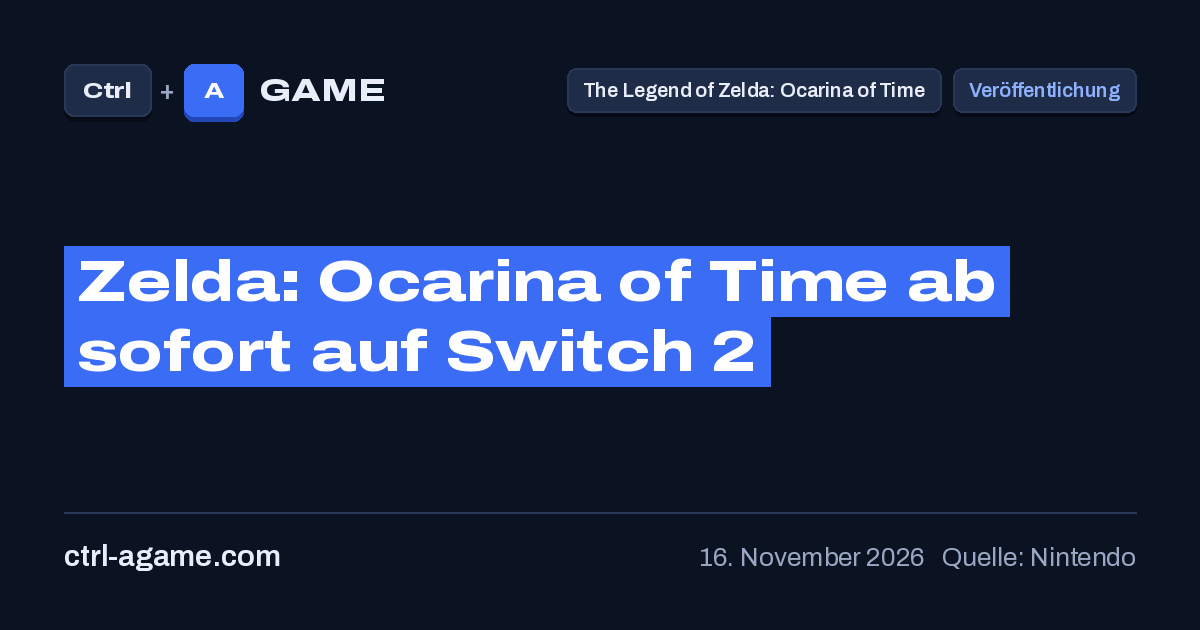 Ctrl + A GAME
The Legend of Zelda: Ocarina of Time
Veröffentlichung
Zelda: Ocarina of Time ab
sofort auf Switch 2
ctrl-agame.com
16. November 2026 Quelle: Nintendo